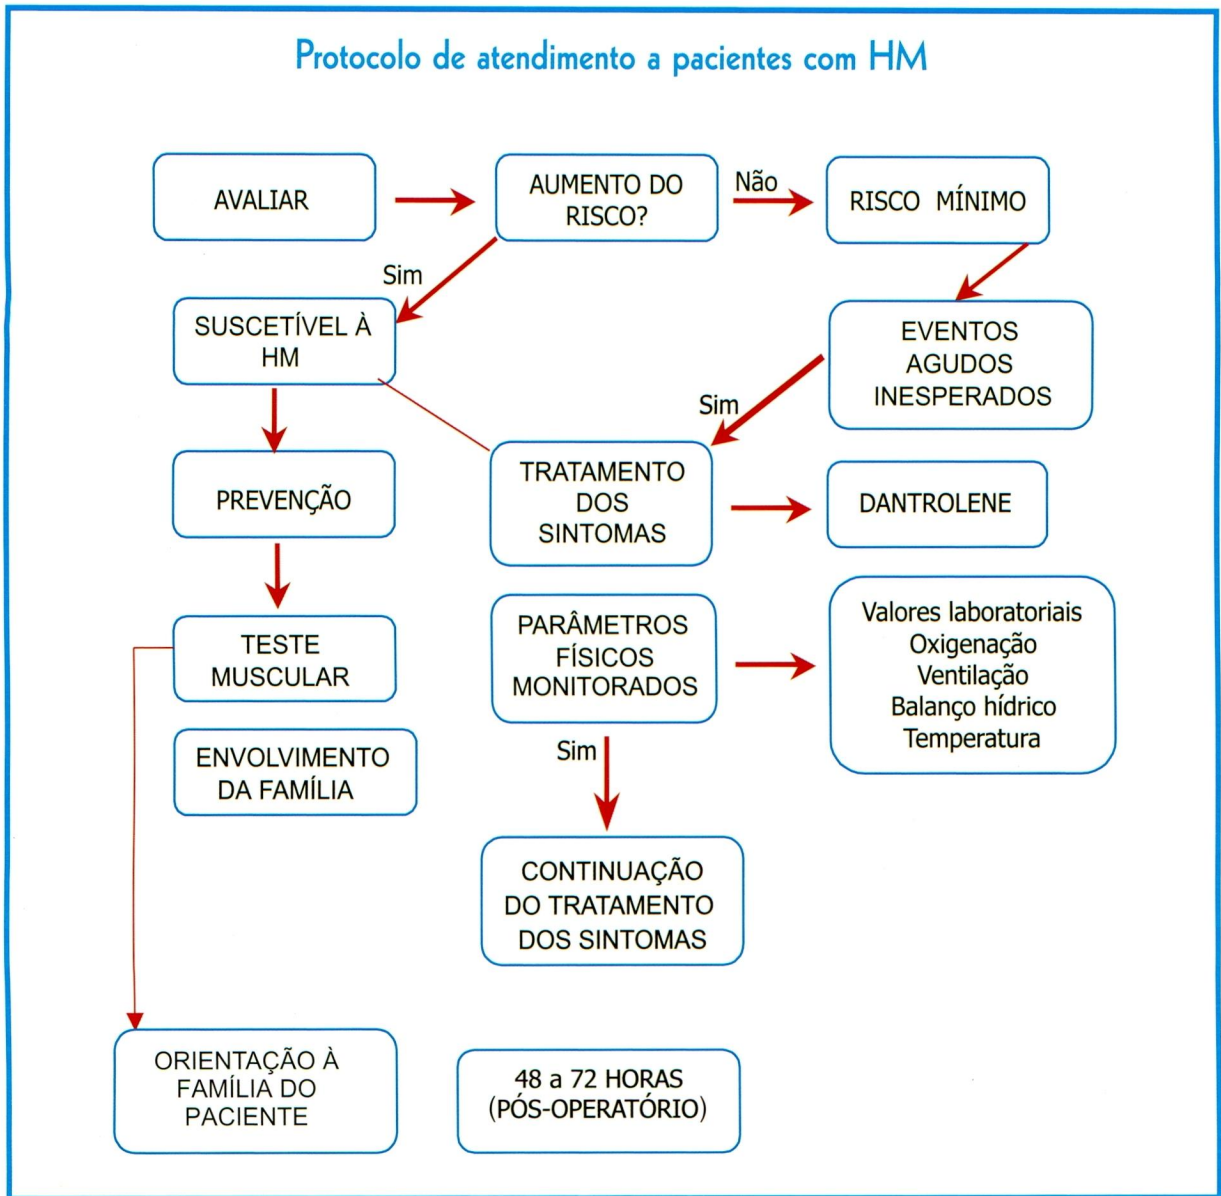 Protocolo de atendimento a pacientes com HM
AVALIAR
AUMENTO DO
RISCO?
Não
RISCO MÍNIMO
Sim
SUSCETÍVEL À
HM
EVENTOS
AGUDOS
INESPERADOS
Sim
PREVENÇÃO
TRATAMENTO
DOS
SINTOMAS
DANTROLENE
TESTE
MUSCULAR
PARÂMETROS
FÍSICOS
MONITORADOS
Valores laboratoriais
Oxigenação
Ventilação
Balanço hídrico
Temperatura
ENVOLVIMENTO
DA FAMÍLIA
Sim
CONTINUAÇÃO
DO TRATAMENTO
DOS SINTOMAS
ORIENTAÇÃO À
FAMÍLIA DO
PACIENTE
48 a 72 HORAS
(PÓS-OPERATÓRIO)